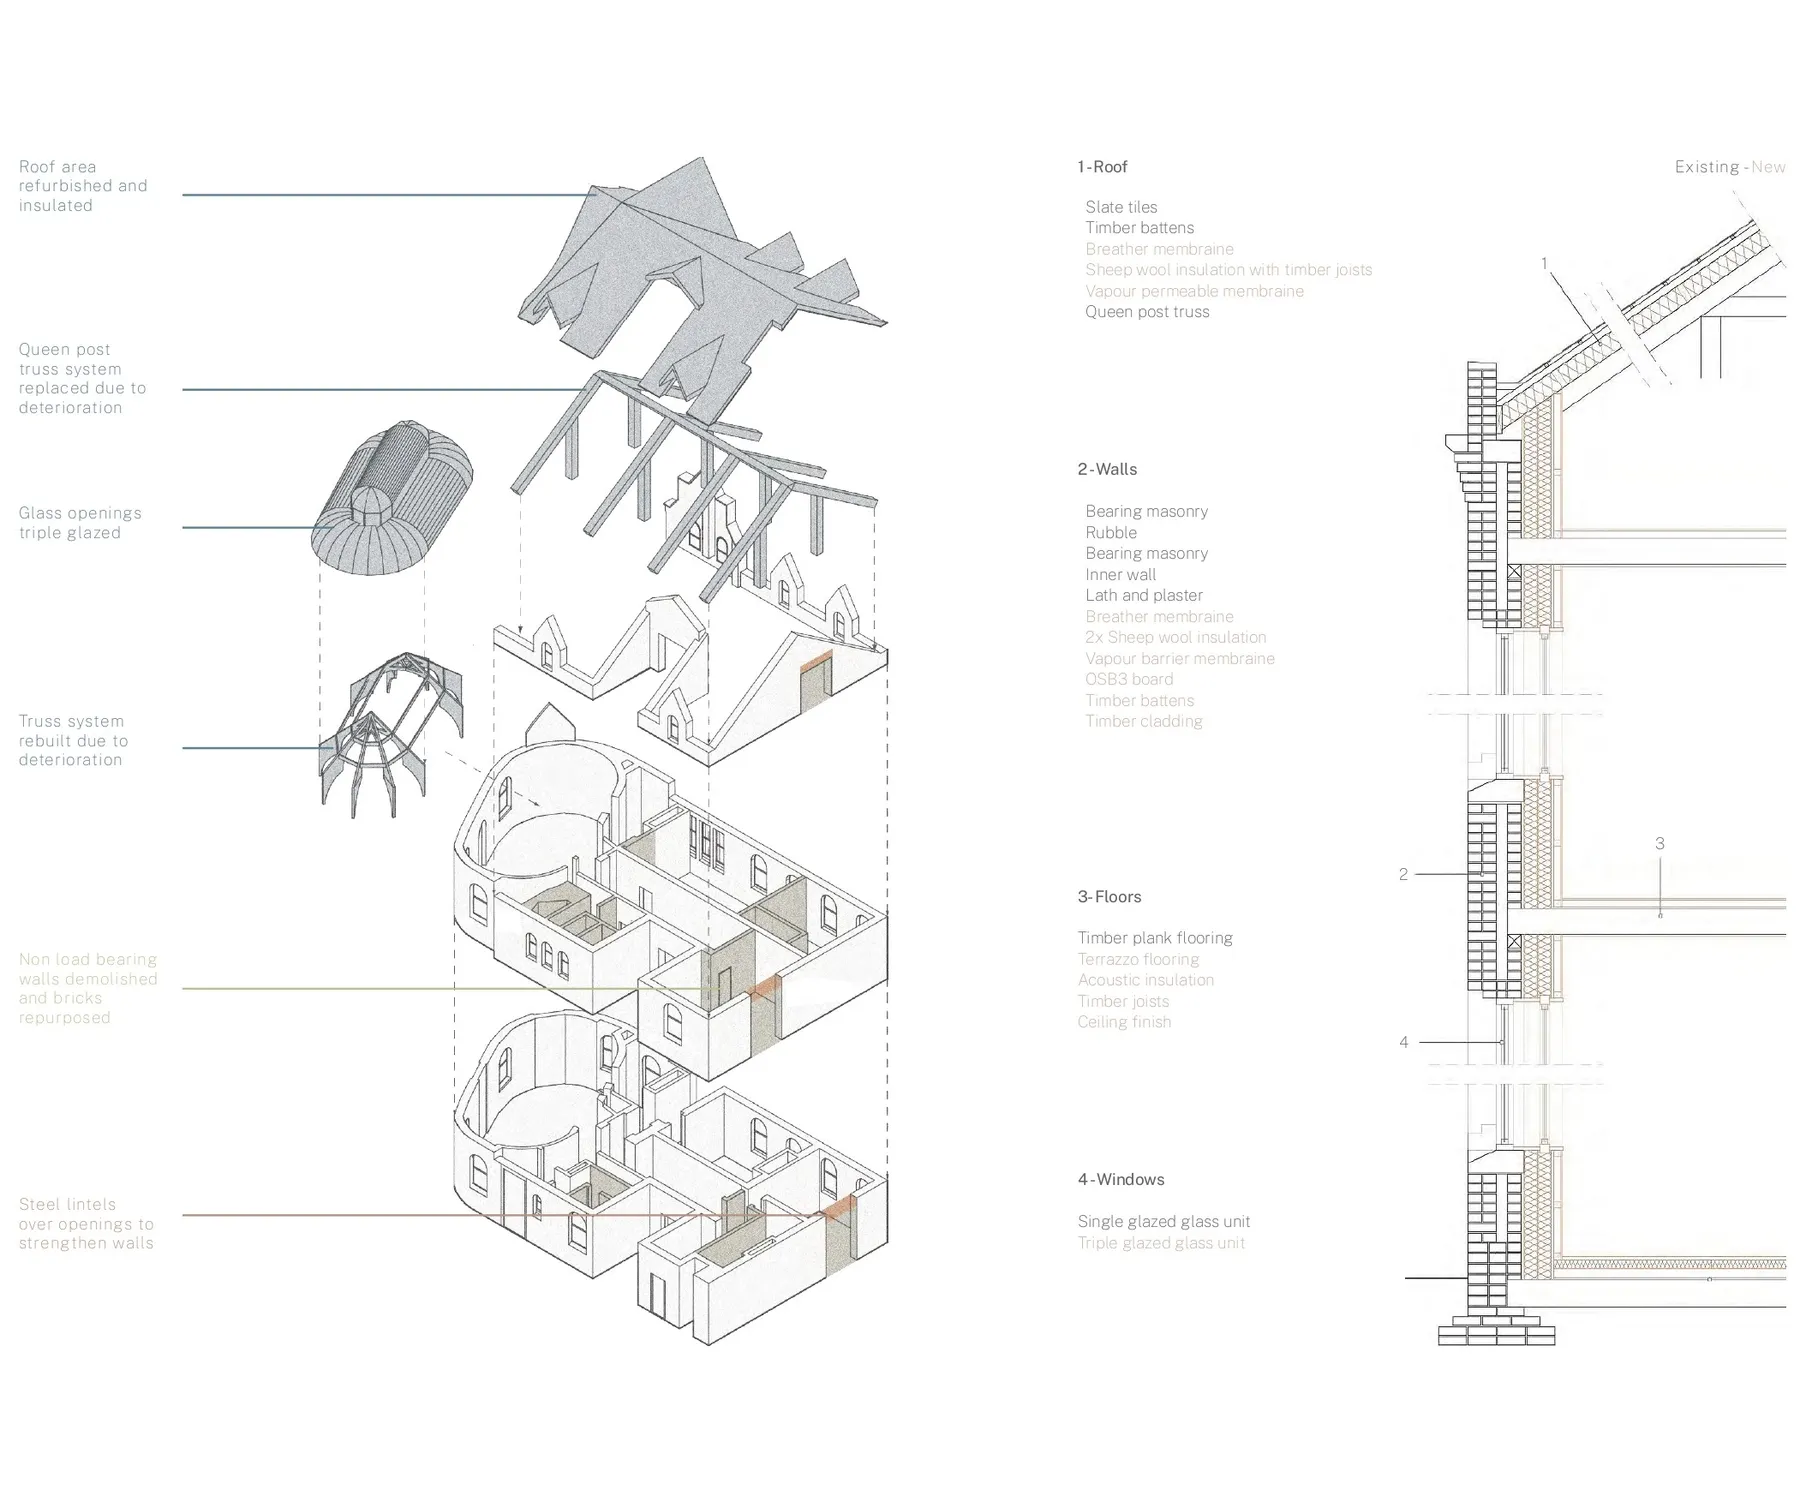 Roof area
refurbished and
insulated
Queen post
truss system
replaced due to
deterioration
Glass openings
triple glazed
Truss system
rebuilt due to
deterioration
Non load bearing
walls demolished
and bricks
repurposed
Steel lintels
over openings to
strengthen walls
1-Roof
Slate tiles
Timber battens
Breather membraine
Sheep wool insulation with timber joists
Vapour permeable membraine
Queen post truss
2-Walls
Bearing masonry
Rubble
Bearing masonry
Inner wall
Lath and plaster
Breather membraine
2x Sheep wool insulation
Vapour barrier membraine
OSB3 board
Timber battens
Timber cladding
3-Floors
Timber plank flooring
Terrazzo flooring
Acoustic insulation
Timber joists
Ceiling finish
4-Windows
Single glazed glass unit
Triple glazed glass unit
Existing - New
1
3
2
4